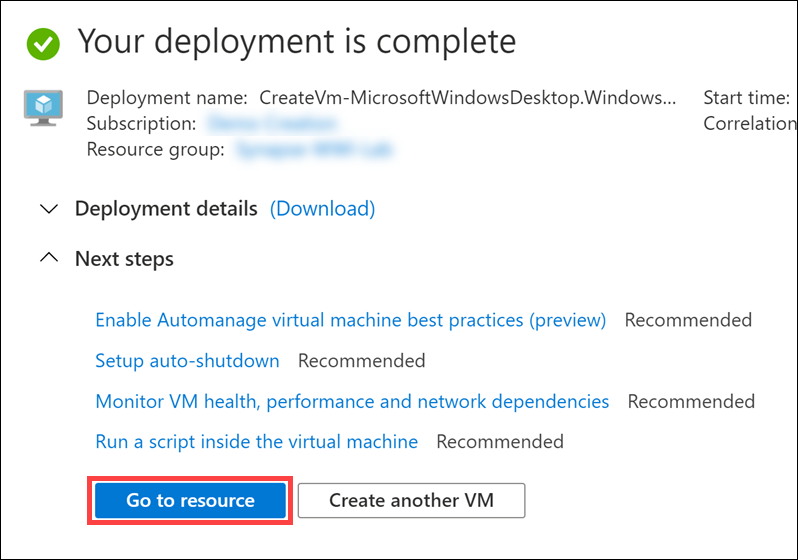 Your deployment is complete
Deployment name: CreateVm-MicrosoftWindowsDesktop.Windows... Start time:
Subscription: Correlation
Resource group:
Deployment details (Download)
Next steps
Enable Automanage virtual machine best practices (preview) Recommended
Setup auto-shutdown Recommended
Monitor VM health, performance and network dependencies Recommended
Run a script inside the virtual machine Recommended
Go to resource Create another VM